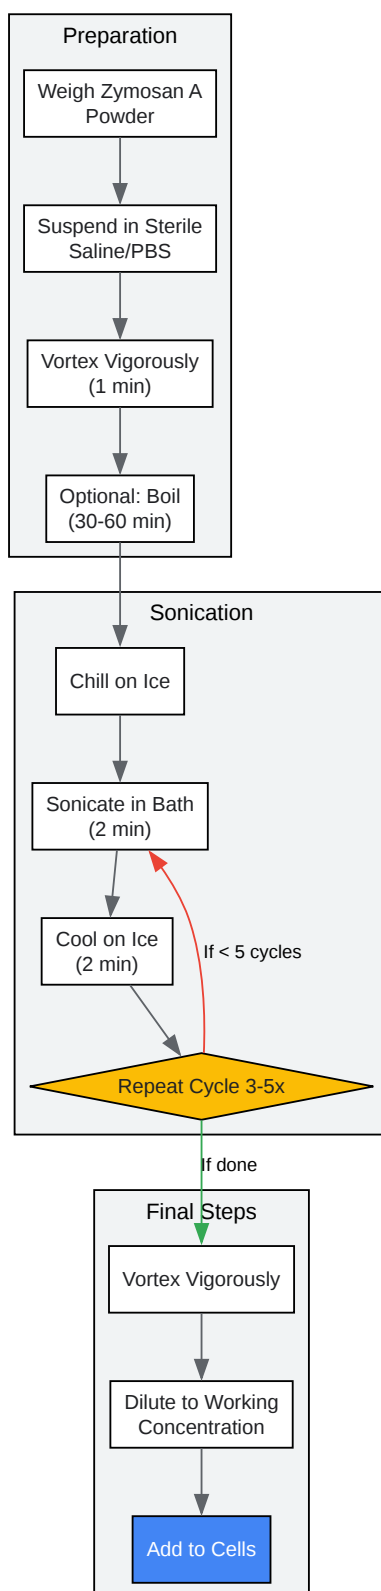 Preparation
Weigh Zymosan A
Powder
Suspend in Sterile
Saline/PBS
Vortex Vigorously
(1 min)
Optional: Boil
(30-60 min)
Sonication
Chill on Ice
Sonicate in Bath
(2 min)
Cool on Ice
(2 min)
If < 5 cycles
Repeat Cycle 3-5x
If done
Final Steps
Vortex Vigorously
Dilute to Working
Concentration
Add to Cells